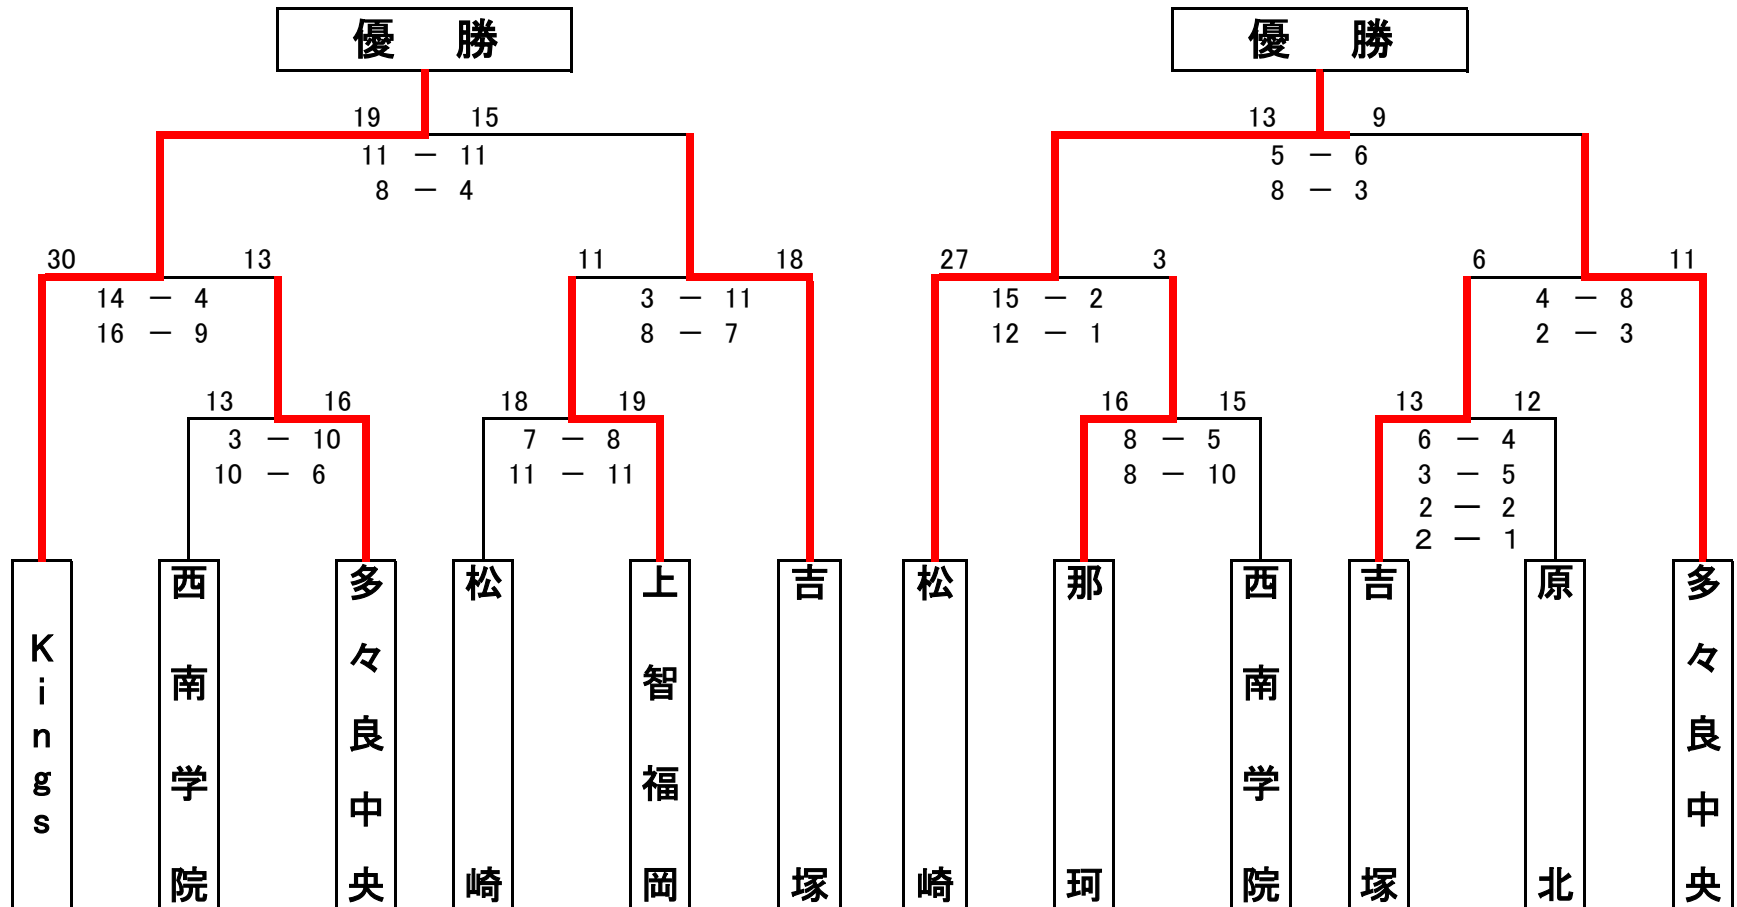 優　勝　優　勝
19 15 13 9
11 － 11 5 － 6
8 － 4 8 － 3
30 13 11 18 27 3 6 11
14 － 4 3 － 11 15 － 2 4 － 8
16 － 9 8 － 7 12 － 1 2 － 3
13 16 18 19 16 15 13 12
3 － 10 7 － 8 8 － 5 6 － 4
10 － 6 11 － 11 8 － 10 3 － 5
2 － 2
２ － 1
Kings
西南学院
多々良中央
松崎
上智福岡
吉塚
松崎
那珂
西南学院
吉塚
原北
多々良中央